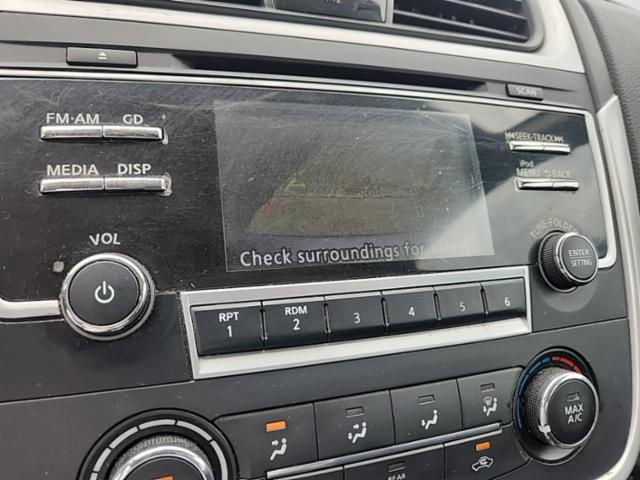 SCAN
FM·AM CD
SEEK·TRACK
MEDIA DISP
iPod
MENU BACK
TUNE·FOLDER
VOL
ENTER
SETTING
Check surroundings for safety
RPT
1
RDM
2
3
4
5
6
MAX
A/C
REAR